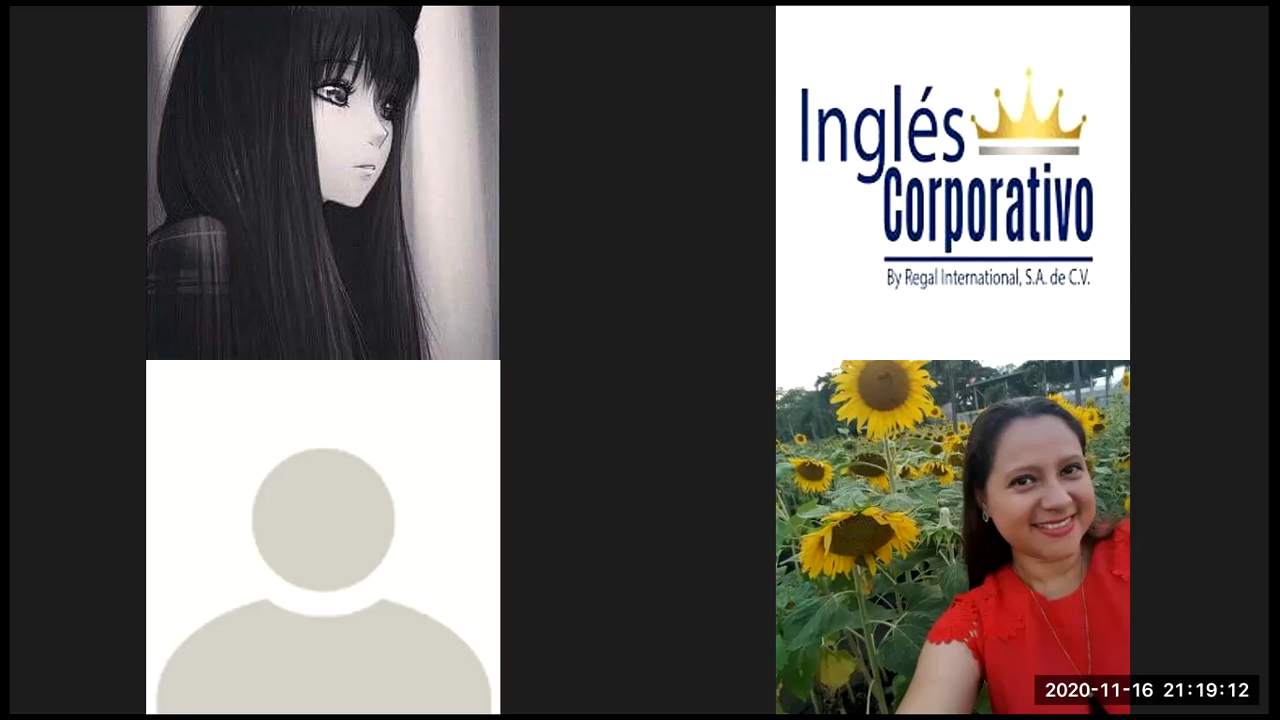 Inglés
Corporativo
By Regal International, S.A. de C.V.
2020-11-16 21:19:12